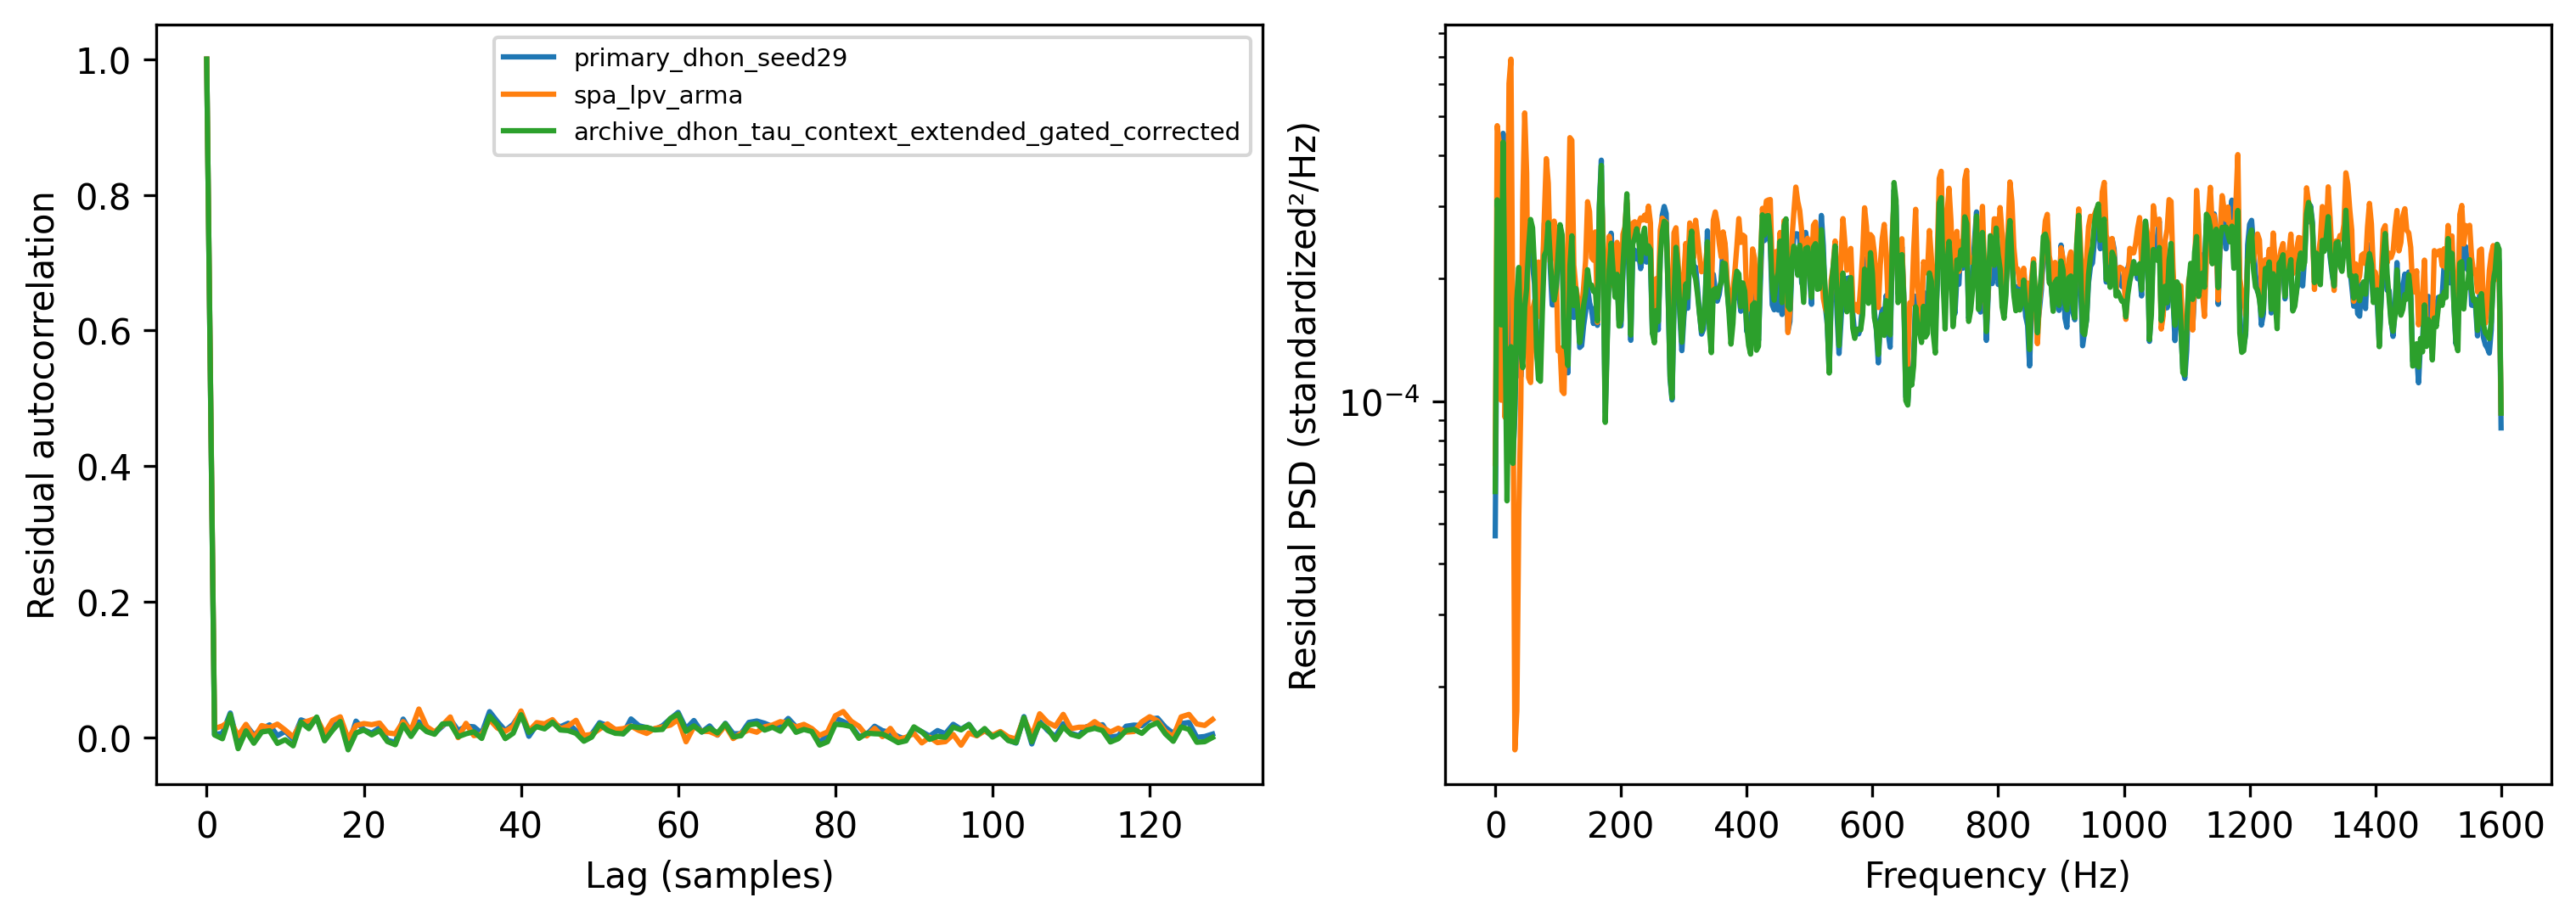 Residual autocorrelation
1.0
0.8
0.6
0.4
0.2
0.0
primary_dhon_seed29
spa_lpv_arma
archive_dhon_tau_context_extended_gated_corrected
0 20 40 60 80 100 120
Lag (samples)
Residual PSD (standardized²/Hz)
10⁻⁴
0 200 400 600 800 1000 1200 1400 1600
Frequency (Hz)